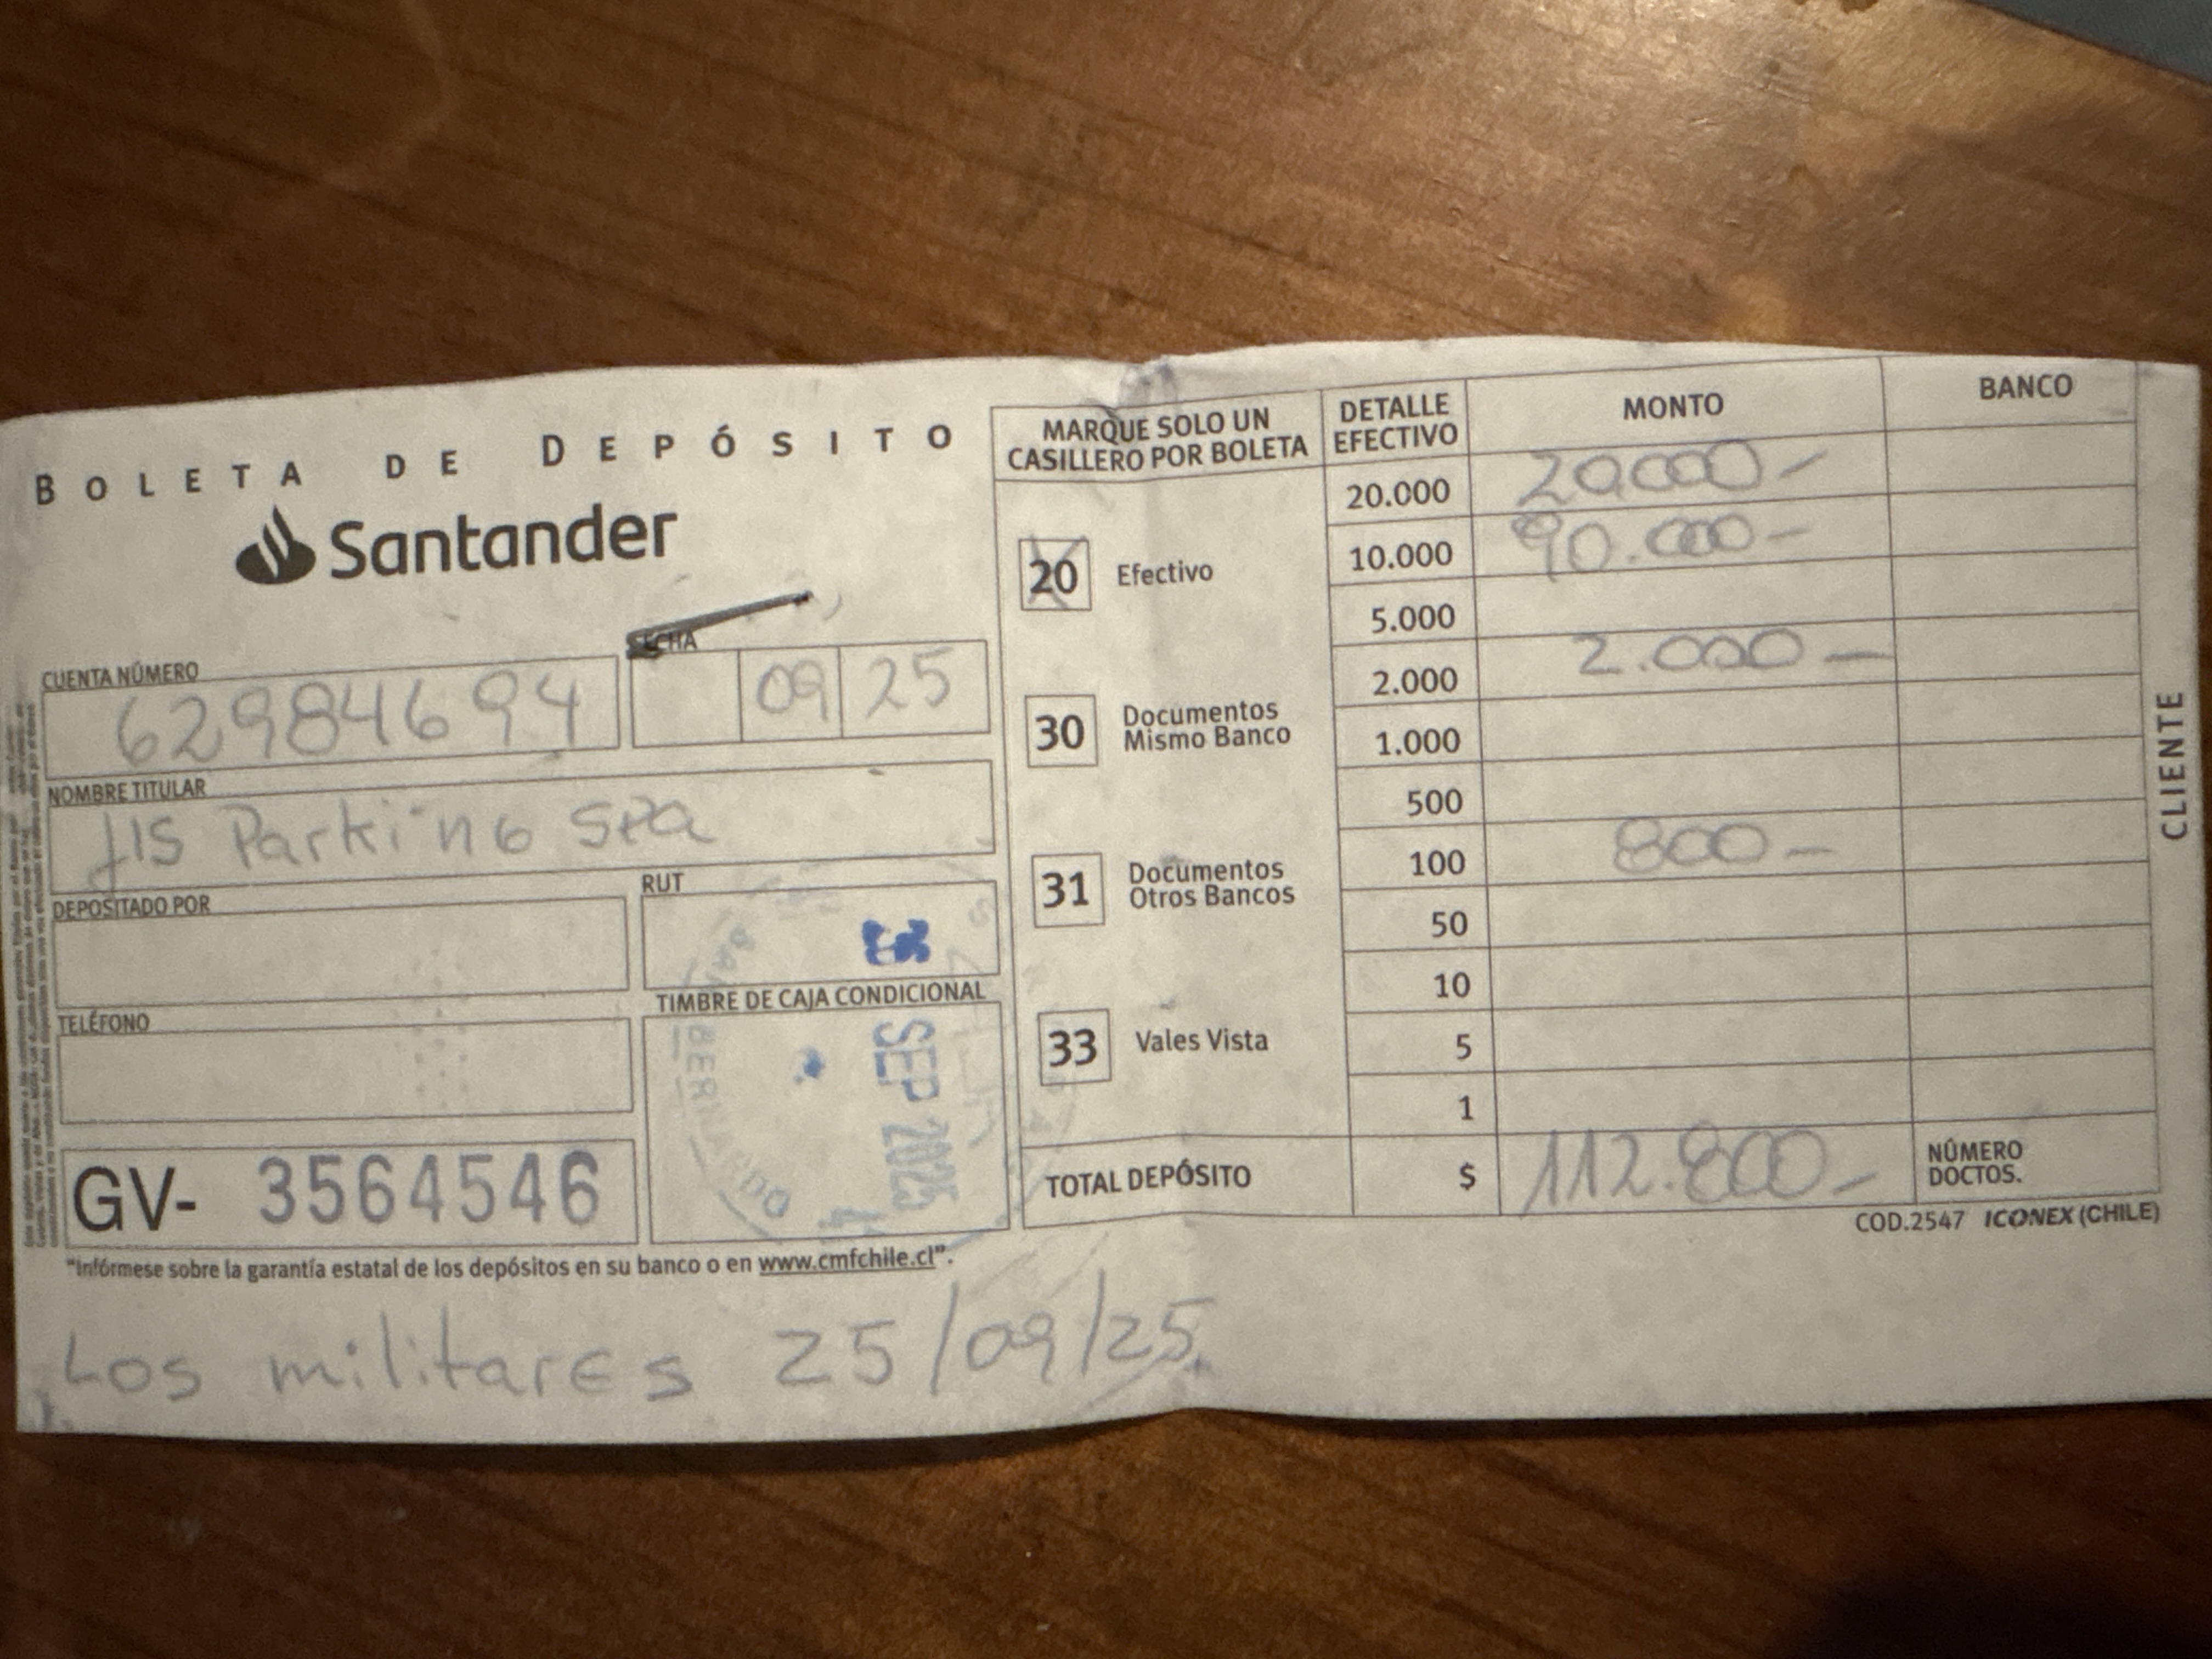 BOLETA DE DEPÓSITO
Santander
CUENTA NÚMERO
62984694
FECHA
09 25
NOMBRE TITULAR
JIS Parking SPA
DEPOSITADO POR
RUT
TELÉFONO
TIMBRE DE CAJA CONDICIONAL
SEP 2025
BERNARDO
GV- 3564546
"Infórmese sobre la garantía estatal de los depósitos en su banco o en www.cmfchile.cl".
Los militares 25/09/25.
MARQUE SOLO UN
CASILLERO POR BOLETA
20 Efectivo
30 Documentos
Mismo Banco
31 Documentos
Otros Bancos
33 Vales Vista
DETALLE
EFECTIVO
MONTO
BANCO
20.000 20.000-
10.000 90.000-
5.000
2.000 2.000-
1.000
500
100 800-
50
10
5
1
TOTAL DEPÓSITO $ 112.800-
NÚMERO
DOCTOS.
COD.2547 ICONEX (CHILE)
CLIENTE